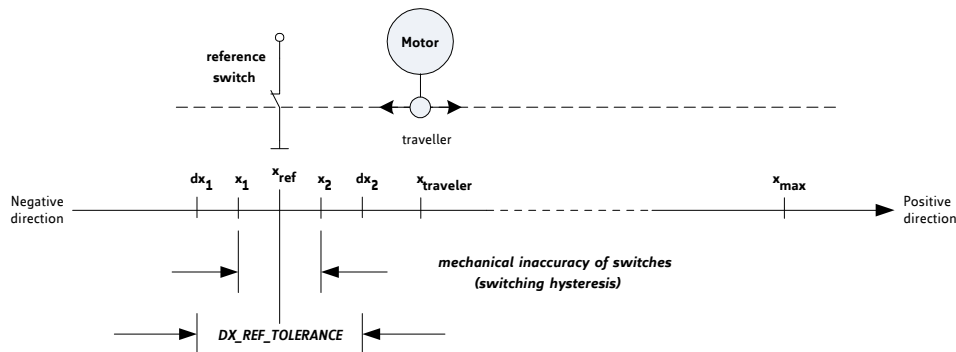 reference
switch
Motor
traveller
dx1 x1 xref x2 dx2 xtraveler xmax
Negative
direction
Positive
direction
mechanical inaccuracy of switches
(switching hysteresis)
DX_REF_TOLERANCE